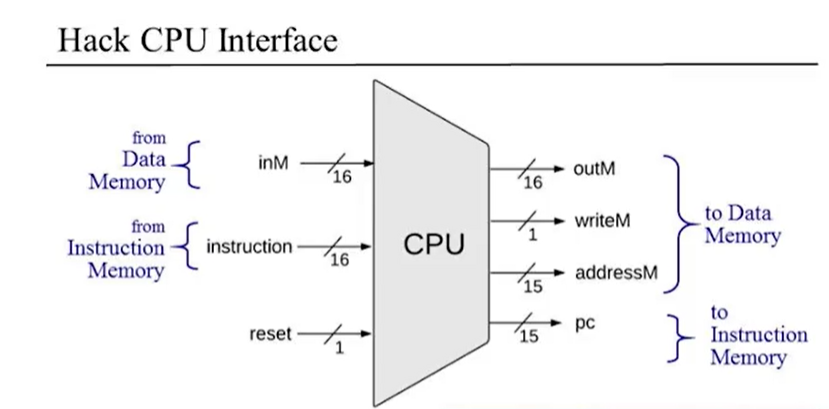 Hack CPU Interface
from
Data
Memory
inM
16
from
Instruction
Memory
instruction
16
reset
1
CPU
16
outM
1
writeM
15
addressM
15
pc
to Data
Memory
to
Instruction
Memory